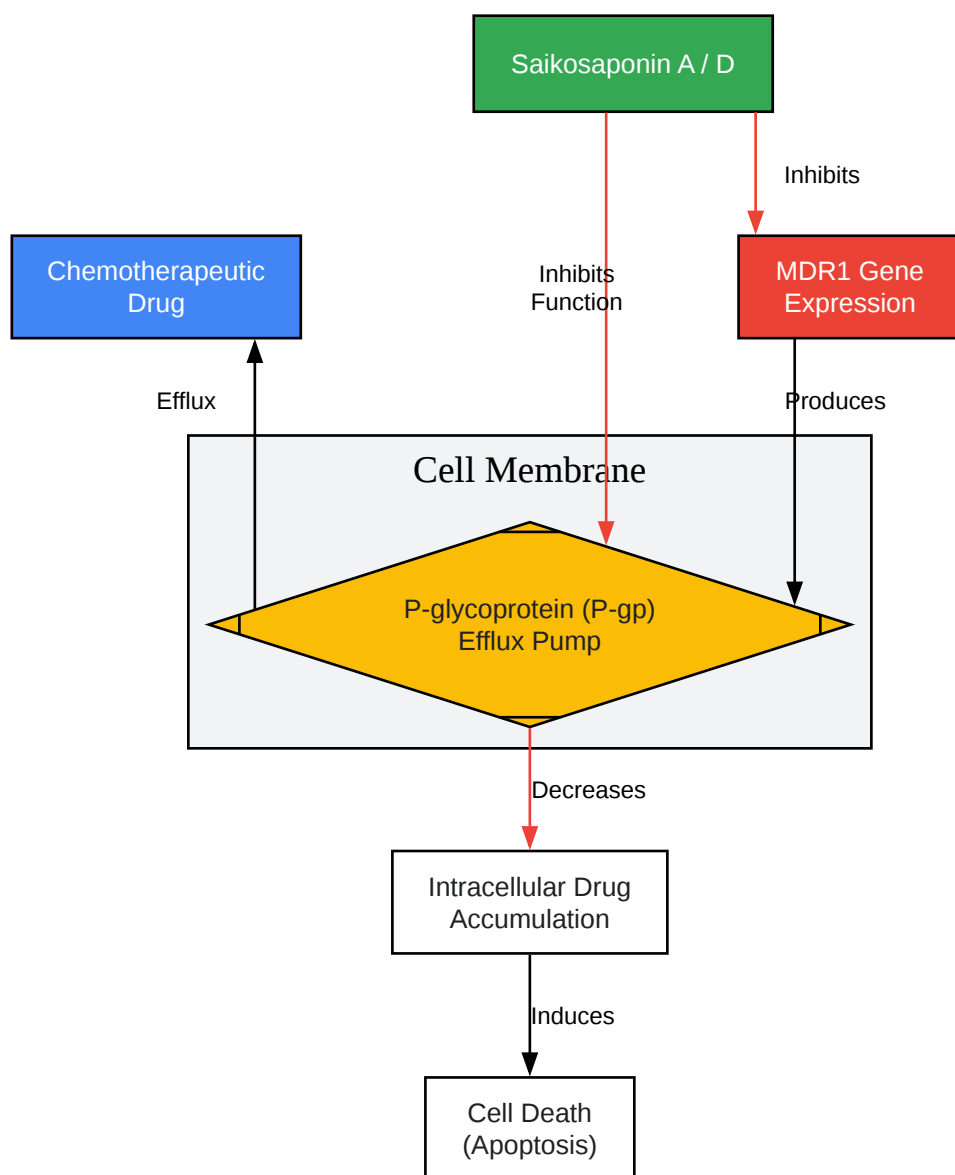 Saikosaponin A / D
Inhibits
Chemotherapeutic
Drug
Inhibits
Function
MDR1 Gene
Expression
Efflux
Produces
Cell Membrane
P-glycoprotein (P-gp)
Efflux Pump
Decreases
Intracellular Drug
Accumulation
Induces
Cell Death
(Apoptosis)